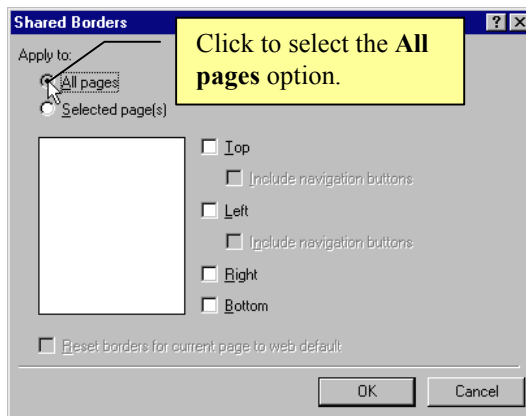 Shared Borders
Apply to:
Click to select the All
pages option.
All pages
Selected page(s)
Top
Include navigation buttons
Left
Include navigation buttons
Right
Bottom
Reset borders for current page to web default
OK
Cancel